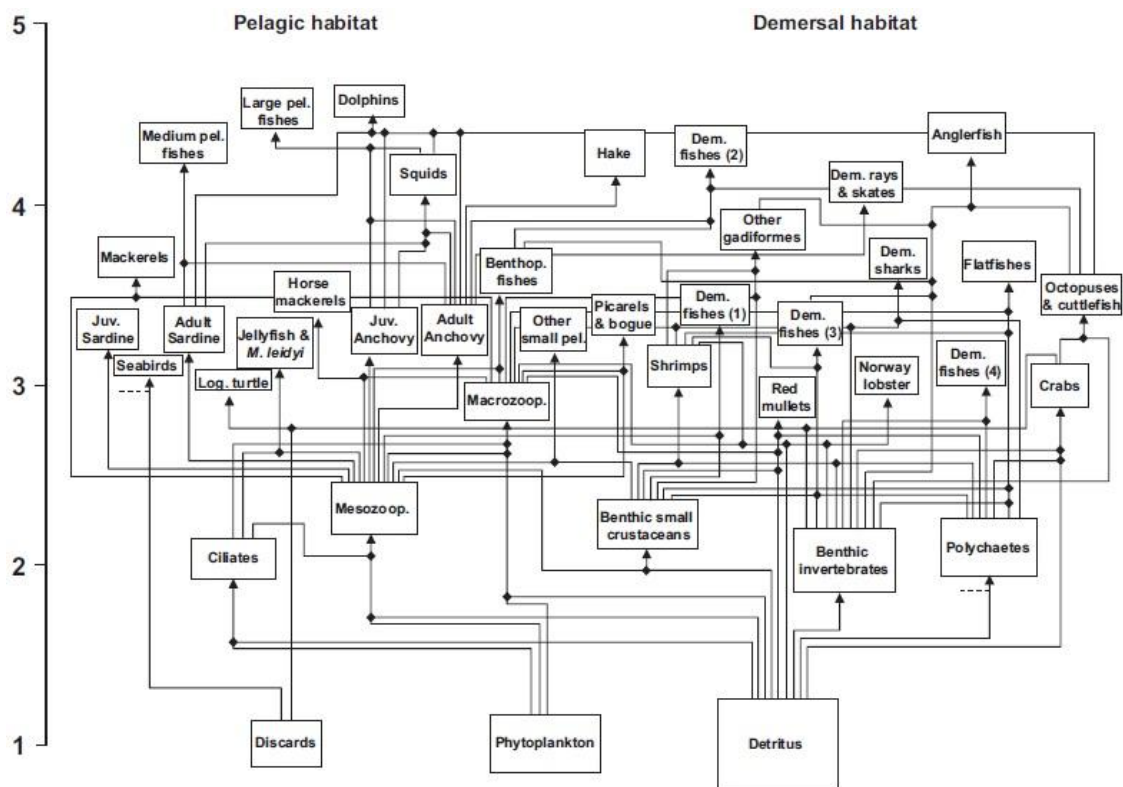 5
Pelagic habitat
Demersal habitat
Large pel.
fishes
Dolphins
Medium pel.
fishes
Squids
Hake
Dem.
fishes (2)
Anglerfish
Dem. rays
& skates
4
Other
gadiformes
Mackerels
Benthop.
fishes
Dem.
sharks
Flatfishes
Horse
mackerels
Octopuses
& cuttlefish
Juv.
Sardine
Adult
Sardine
Jellyfish &
M. leidyi
Juv.
Anchovy
Adult
Anchovy
Other
small pel.
Picarels
& bogue
Dem.
fishes (1)
Dem.
fishes (3)
Seabirds
Log. turtle
Shrimps
Norway
lobster
Dem.
fishes (4)
Crabs
3
Macrozoop.
Red
mullets
Mesozoop.
Benthic small
crustaceans
Ciliates
Benthic
invertebrates
Polychaetes
2
Discards
Phytoplankton
Detritus
1